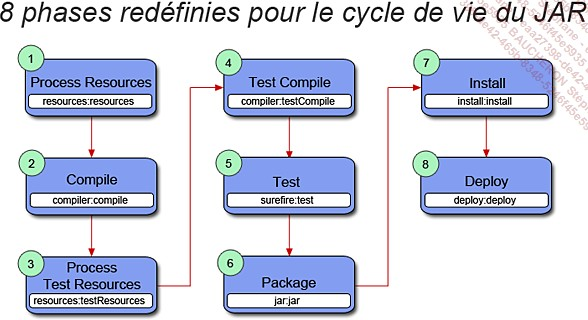 8 phases redéfinies pour le cycle de vie du JAR
1
Process Resources
resources:resources
2
Compile
compiler:compile
3
Process
Test Resources
resources:testResources
4
Test Compile
compiler:testCompile
5
Test
surefire:test
6
Package
jar:jar
7
Install
install:install
8
Deploy
deploy:deploy